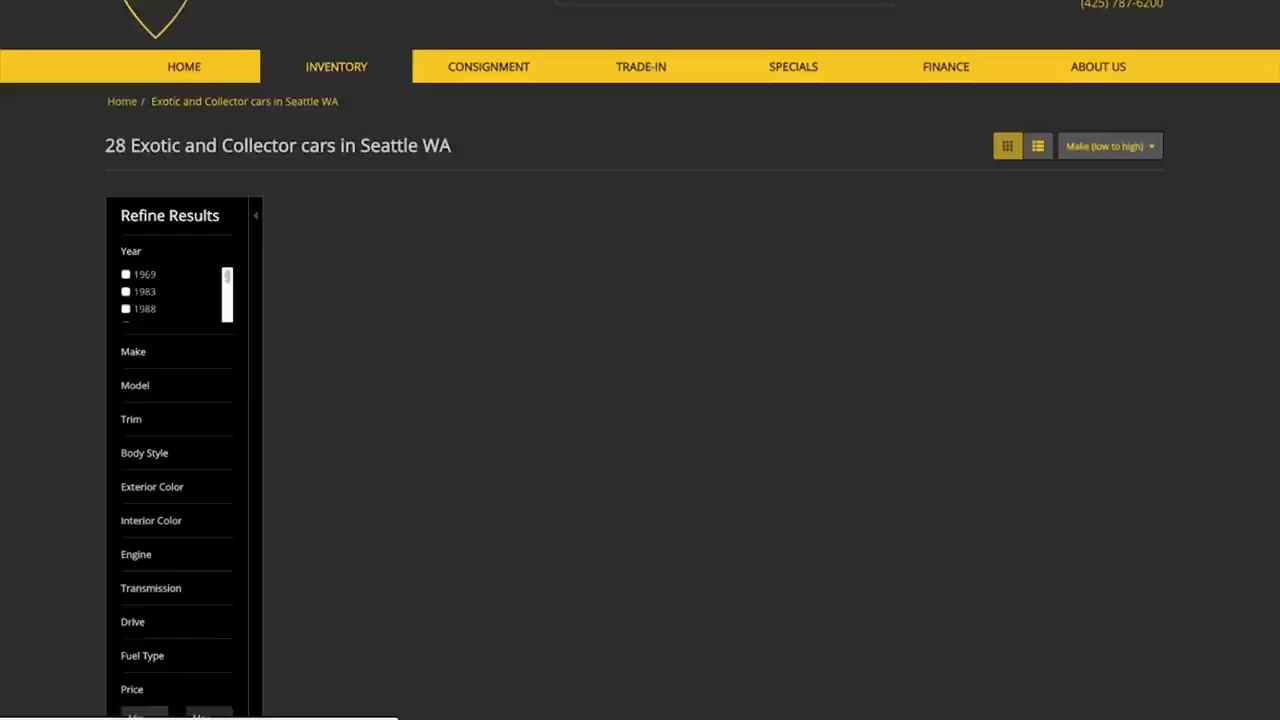 (425) 787-6200
HOME INVENTORY CONSIGNMENT TRADE-IN SPECIALS FINANCE ABOUT US
Home / Exotic and Collector cars in Seattle WA
28 Exotic and Collector cars in Seattle WA
Make (low to high)
Refine Results
Year
1969
1983
1988
Make
Model
Trim
Body Style
Exterior Color
Interior Color
Engine
Transmission
Drive
Fuel Type
Price